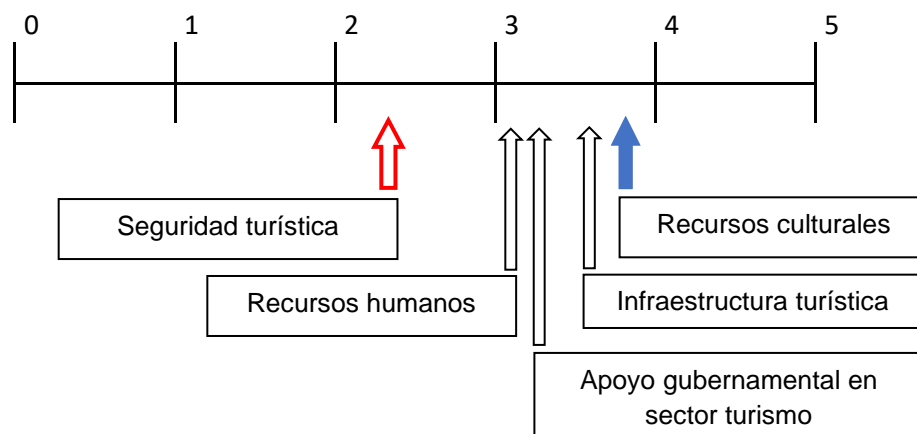 0 1 2 3 4 5
Seguridad turística
Recursos culturales
Recursos humanos
Infraestructura turística
Apoyo gubernamental en
sector turismo